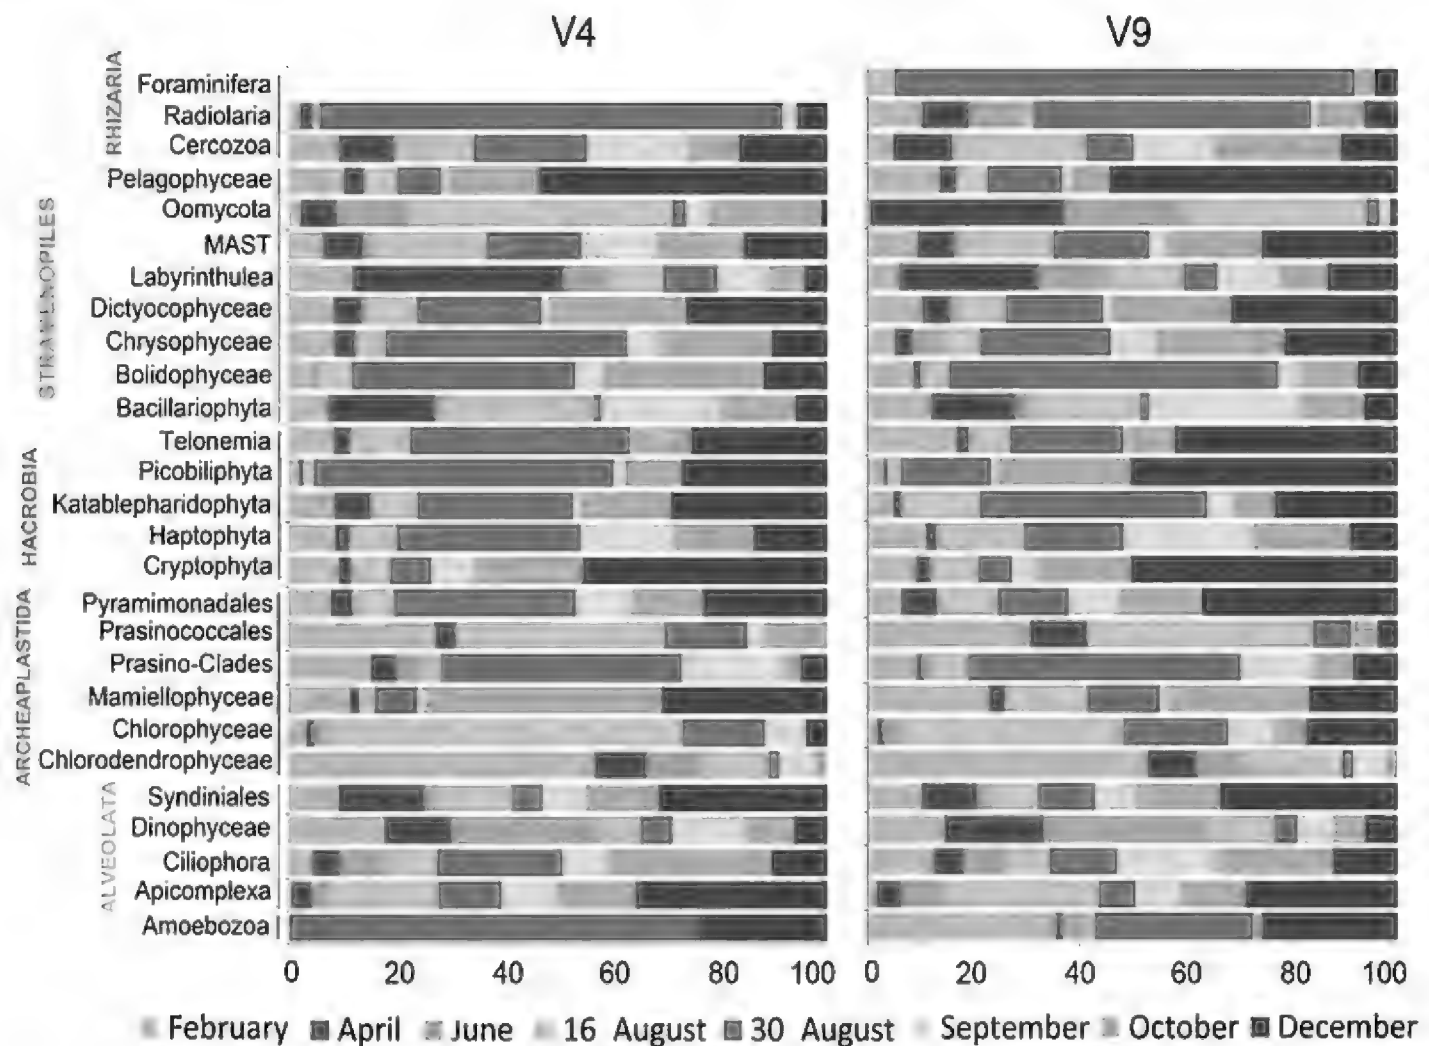 V4 V9
RHIZARIA
Foraminifera
Radiolaria
Cercozoa
STRAMENOPILES
Pelagophyceae
Oomycota
MAST
Labyrinthulea
Dictyocophyceae
Chrysophyceae
Bolidophyceae
Bacillariophyta
HACROBIA
Telonemia
Picobiliphyta
Katablepharidophyta
Haptophyta
Cryptophyta
ARCHEAPLASTIDA
Pyramimonadales
Prasinococcales
Prasino-Clades
Mamiellophyceae
Chlorophyceae
Chlorodendrophyceae
ALVEOLATA
Syndiniales
Dinophyceae
Ciliophora
Apicomplexa
Amoebozoa
0 20 40 60 80 100 0 20 40 60 80 100
February April June 16 August 30 August September October December